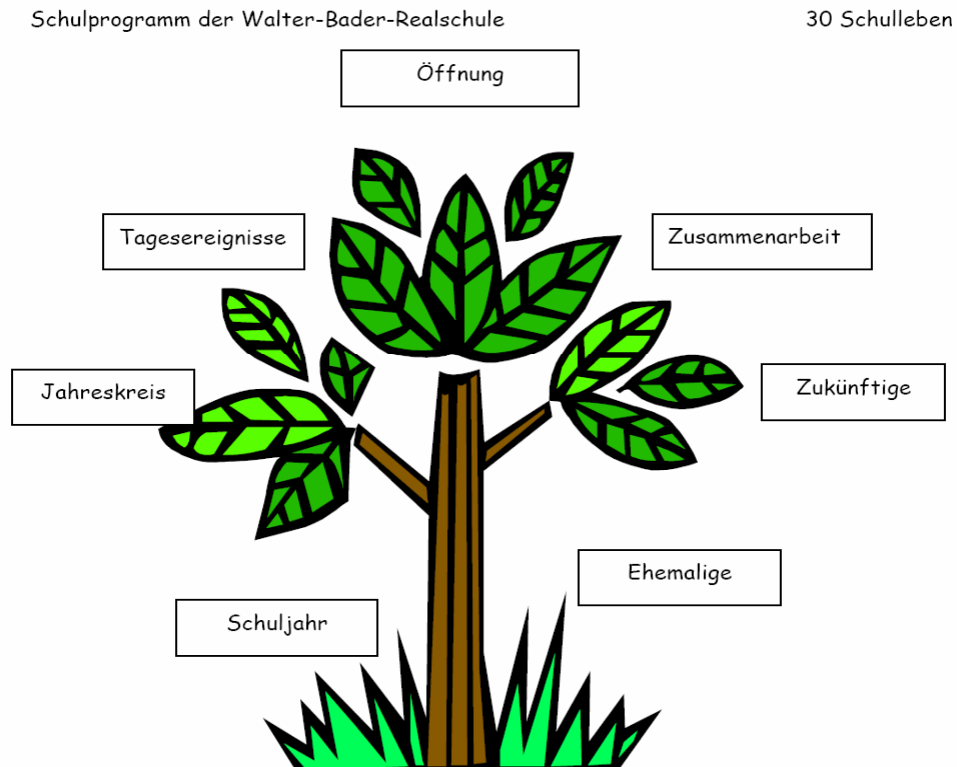 Schulprogramm der Walter-Bader-Realschule
30 Schulleben
Öffnung
Tagesereignisse
Zusammenarbeit
Jahreskreis
Zukünftige
Ehemalige
Schuljahr